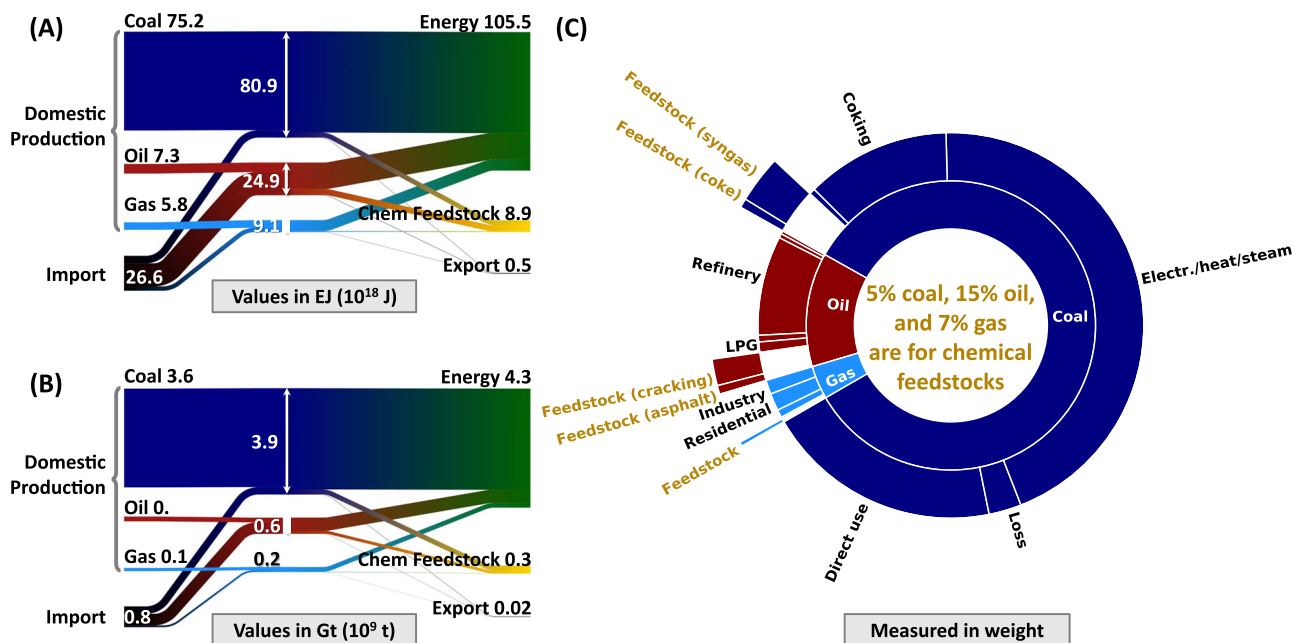 (A)
Coal 75.2
Energy 105.5
80.9
Domestic
Production
Oil 7.3
24.9
Gas 5.8
9.1
Chem Feedstock 8.9
Import
26.6
Export 0.5
Values in EJ (10¹⁸ J)
(B)
Coal 3.6
Energy 4.3
3.9
Domestic
Production
Oil 0.
0.6
Gas 0.1
0.2
Chem Feedstock 0.3
Import
0.8
Export 0.02
Values in Gt (10⁹ t)
(C)
Feedstock (syngas)
Feedstock (coke)
Coking
Refinery
Electr./heat/steam
Oil
Coal
5% coal, 15% oil,
and 7% gas
are for chemical
feedstocks
LPG
Gas
Feedstock (cracking)
Feedstock (asphalt)
Industry
Residential
Feedstock
Direct use
Loss
Measured in weight